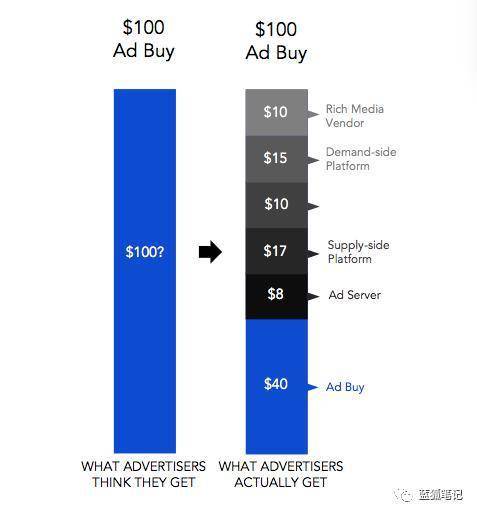 $100
Ad Buy
$100
Ad Buy
$100?
$10
Rich Media
Vendor
$15
Demand-side
Platform
$10
$17
Supply-side
Platform
$8
Ad Server
$40
Ad Buy
WHAT ADVERTISERS
THINK THEY GET
WHAT ADVERTISERS
ACTUALLY GET
蓝狐笔记